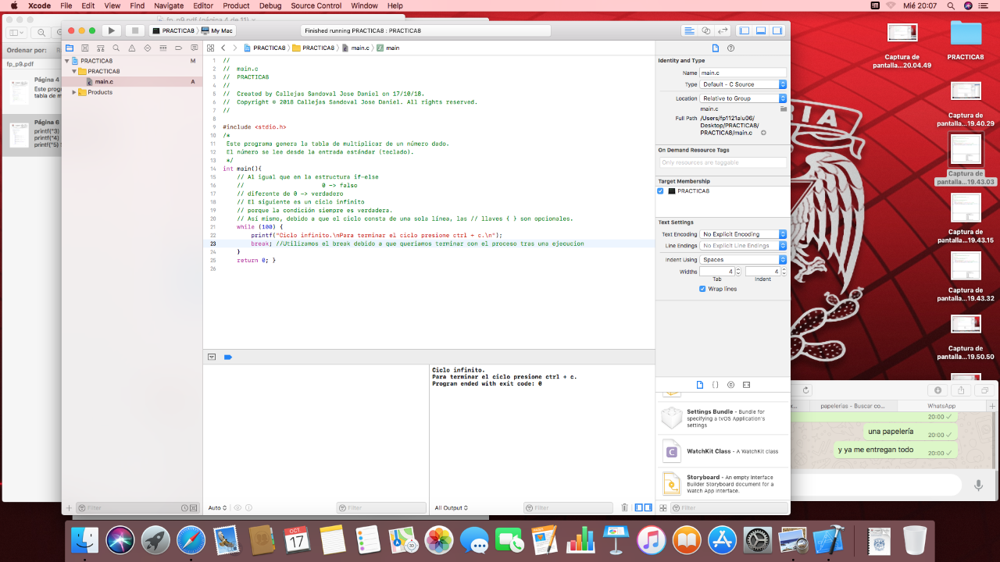 Xcode File Edit View Find Navigate Editor Product Debug Source Control Window Help Mié 20:07
fp_p9.pdf (página 4 de 11)
Ordenar por:
fp_p9.pdf
Página 4
Este prog
tabla de m
Página 6
printf("3)
printf("4)
printf("5) S
PRACTICA8 My Mac
Finished running PRACTICA8 : PRACTICA8
PRACTICA8 M
PRACTICA8
main.c A
Products
PRACTICA8 PRACTICA8 main.c main
1 //
2 // main.c
3 // PRACTICA8
4 //
5 // Created by Callejas Sandoval Jose Daniel on 17/10/18.
6 // Copyright © 2018 Callejas Sandoval Jose Daniel. All rights reserved.
7 //
8
9 #include <stdio.h>
10 /*
11 Este programa genera la tabla de multiplicar de un número dado.
12 El número se lee desde la entrada estándar (teclado).
13 */
14 int main(){
15 // Al igual que en la estructura if-else
16 // 0 -> falso
17 // diferente de 0 -> verdadero
18 // El siguiente es un ciclo infinito
19 // porque la condición siempre es verdadera.
20 // Así mismo, debido a que el ciclo consta de una sola línea, las // llaves { } son opcionales.
21 while (100) {
22 printf("Ciclo infinito.\nPara terminar el ciclo presione ctrl + c.\n");
23 break; //Utilizamos el break debido a que queriamos terminar con el proceso tras una ejecucion
24 }
25 return 0; }
26
Ciclo infinito.
Para terminar el ciclo presione ctrl + c.
Program ended with exit code: 0
Filter
Auto
Filter
All Output
Filter
Identity and Type
Name main.c
Type Default - C Source
Location Relative to Group
main.c
Full Path /Users/fp1121alu06/
Desktop/PRACTICA8/
PRACTICA8/main.c
On Demand Resource Tags
Only resources are taggable
Target Membership
PRACTICA8
Text Settings
Text Encoding No Explicit Encoding
Line Endings No Explicit Line Endings
Indent Using Spaces
Widths 4 4
Tab Indent
Wrap lines
Settings Bundle - Bundle for
specifying a tvOS Application's
settings
WatchKit Class - A WatchKit class
Storyboard - An empty Interface
Builder Storyboard document for a
Watch App interface.
Filter
Captura de
pantalla...20.04.49
PRACTICA8
Captura de
pantalla...19.40.29
Captura de
pantalla...19.43.03
Captura de
pantalla...19.43.15
Captura de
pantalla...19.43.32
Captura de
pantalla...19.50.50
RIA
papelerias - Buscar co... WhatsApp
20:00
una papelería 20:00
y ya me entregan todo 20:00
OCT.
17